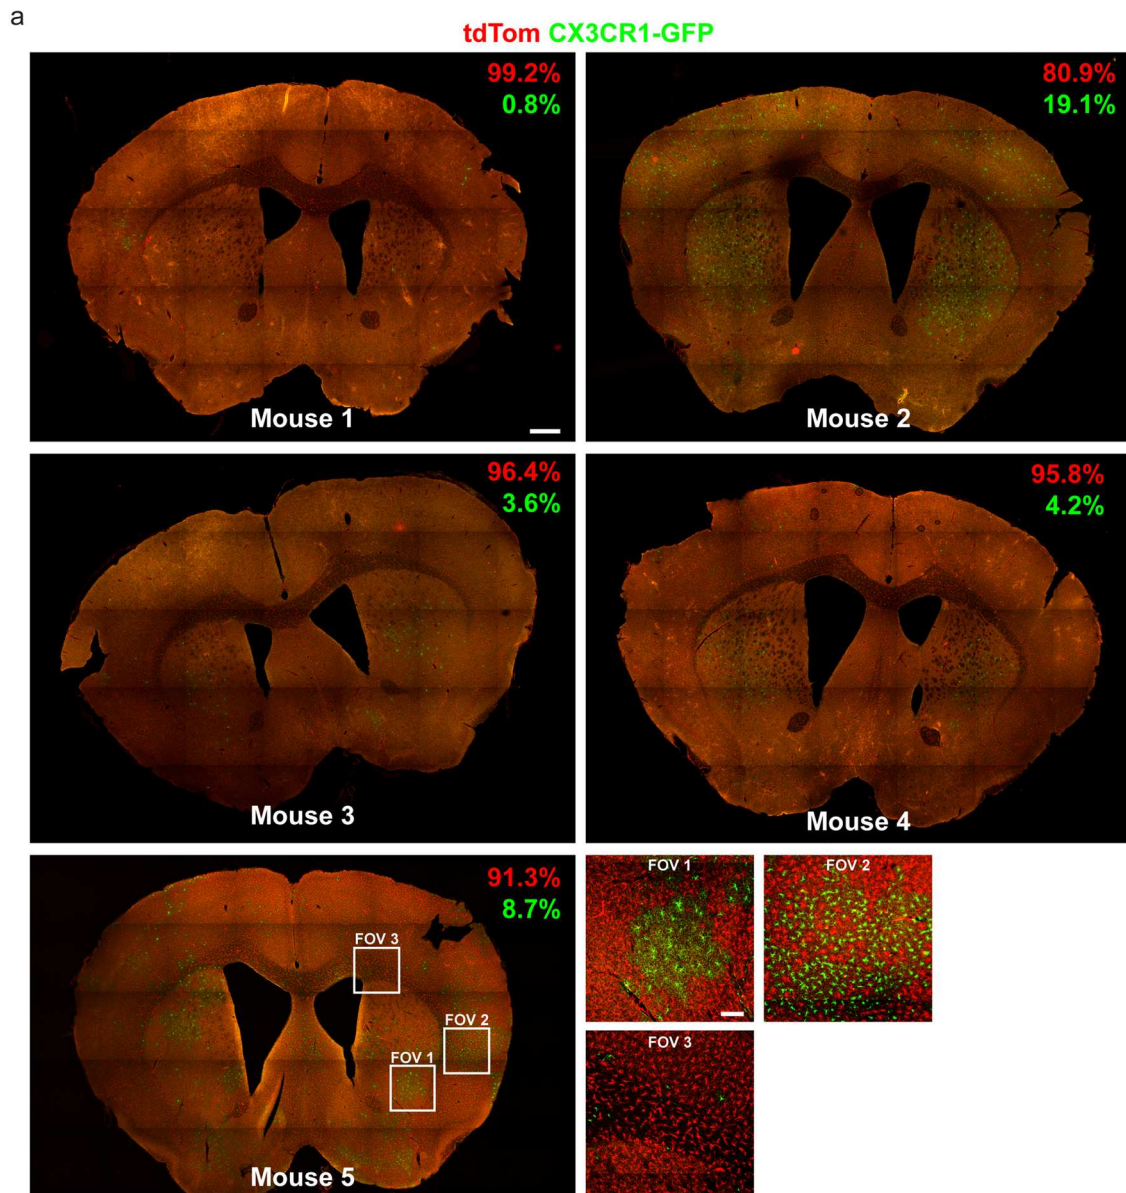 a
tdTom CX3CR1-GFP
99.2%
0.8%
Mouse 1
80.9%
19.1%
Mouse 2
96.4%
3.6%
Mouse 3
95.8%
4.2%
Mouse 4
91.3%
8.7%
FOV 3
FOV 2
FOV 1
Mouse 5
FOV 1
FOV 2
FOV 3